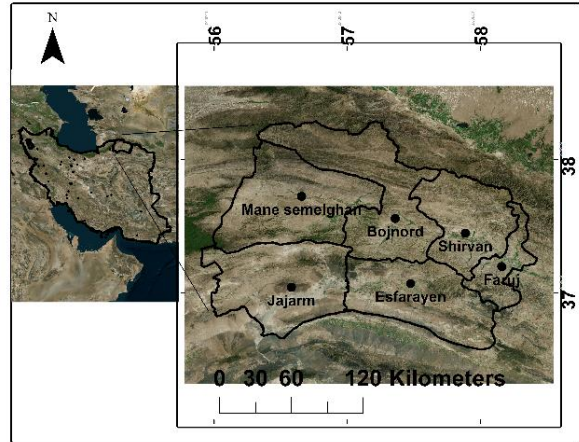 N
56
57
58
38
Mane semelghan
Bojnord
Shirvan
Faruj
37
Jajarm
Esfarayen
0 30 60 120 Kilometers